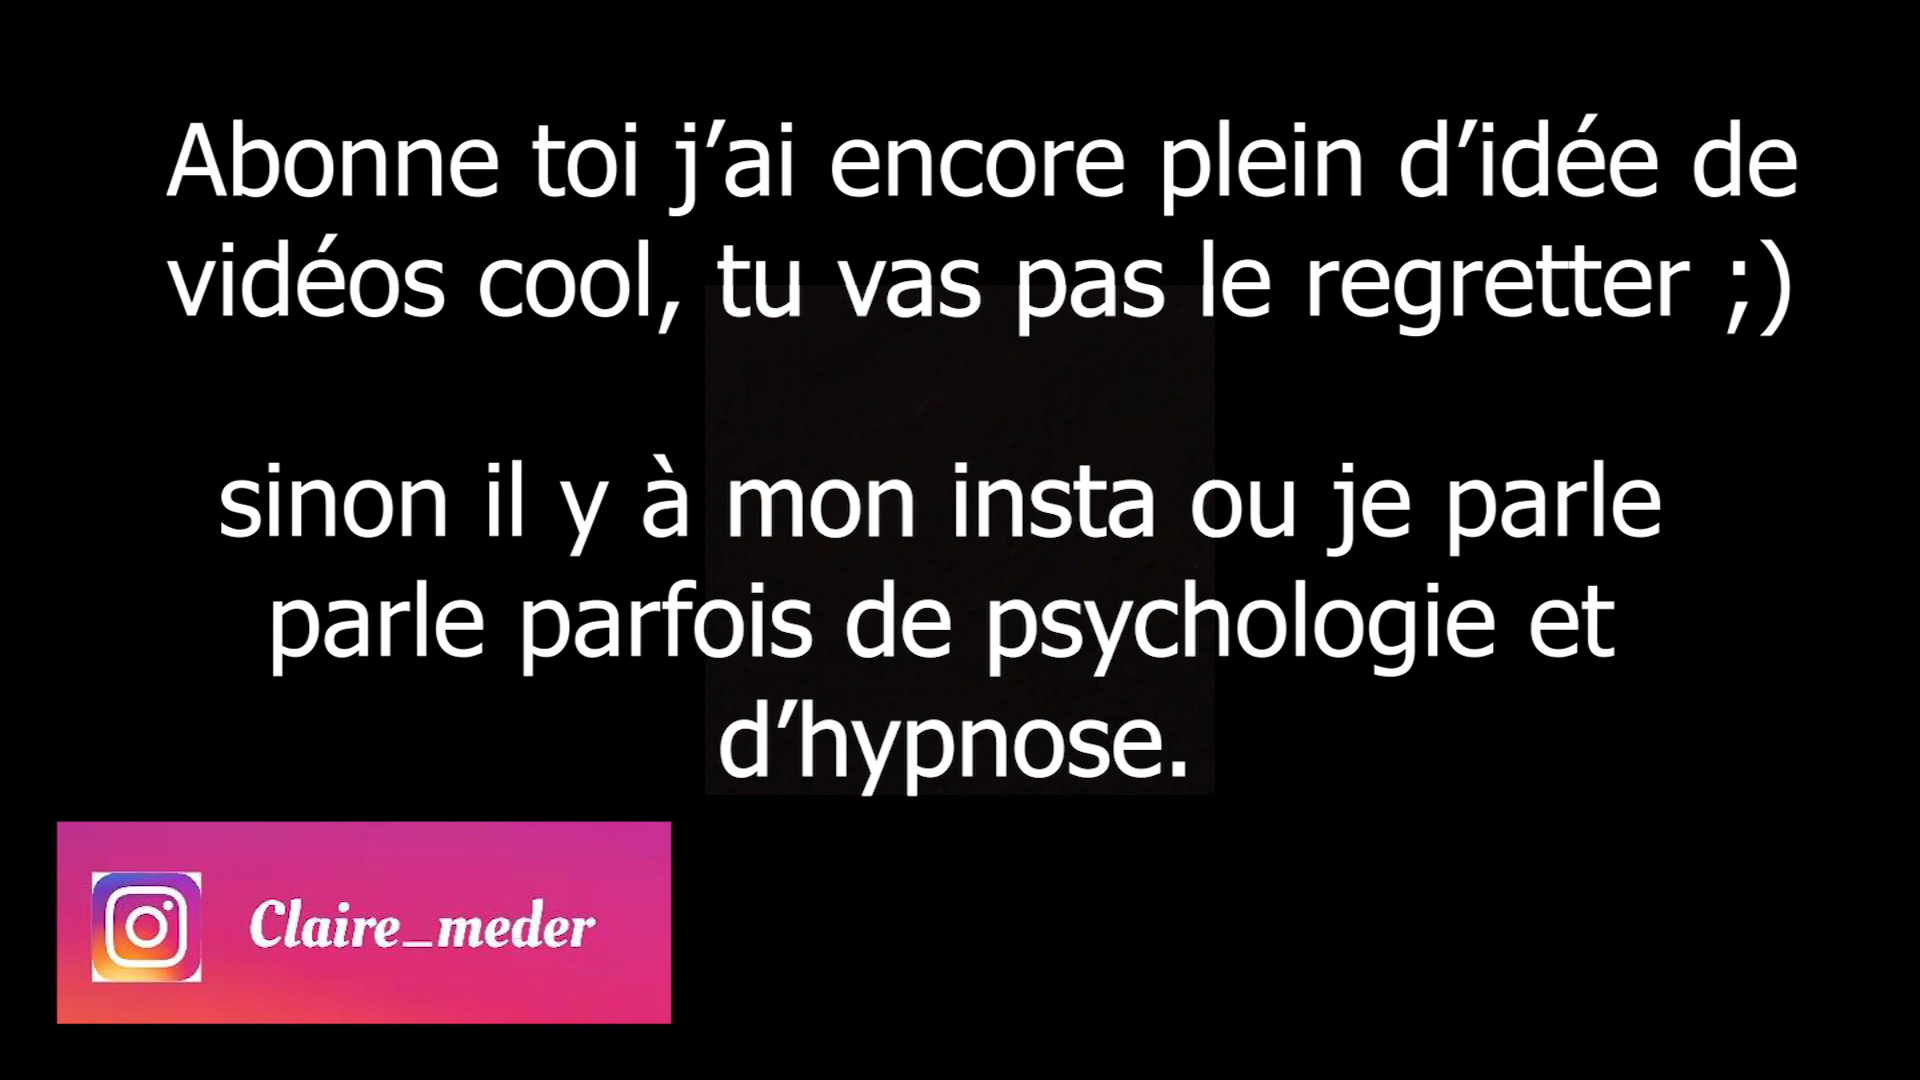 Abonne toi j’ai encore plein d’idée de
vidéos cool, tu vas pas le regretter ;)
sinon il y à mon insta ou je parle
parle parfois de psychologie et
d’hypnose.
Claire_meder